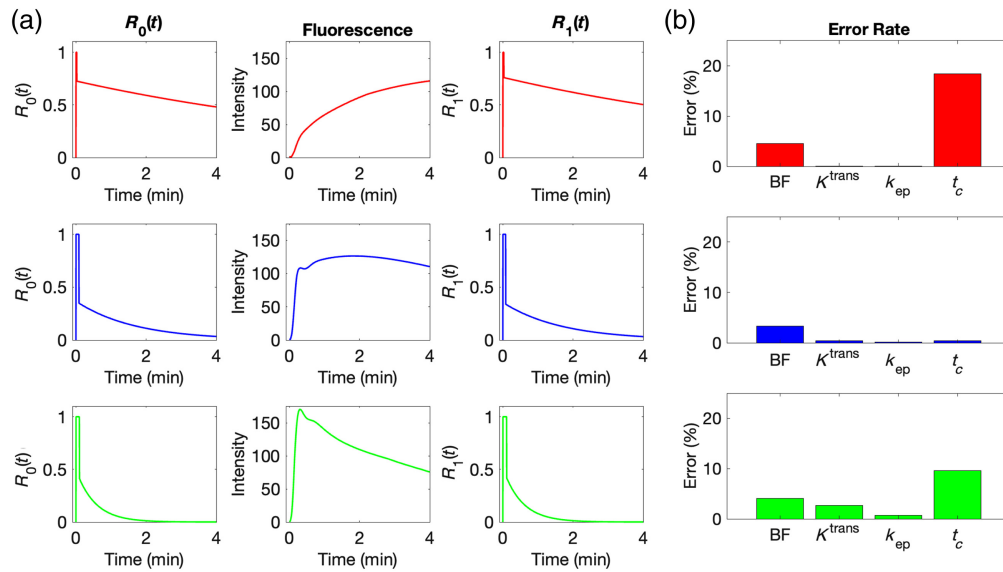 (a)
R0(t)
Fluorescence
R1(t)
(b)
Error Rate
R0(t)
1
0.5
0
0 2 4
Time (min)
Intensity
150
100
50
0
0 2 4
Time (min)
R1(t)
1
0.5
0
0 2 4
Time (min)
Error (%)
20
10
0
BF Ktrans kep tc
R0(t)
1
0.5
0
0 2 4
Time (min)
Intensity
150
100
50
0
0 2 4
Time (min)
R1(t)
1
0.5
0
0 2 4
Time (min)
Error (%)
20
10
0
BF Ktrans kep tc
R0(t)
1
0.5
0
0 2 4
Time (min)
Intensity
150
100
50
0
0 2 4
Time (min)
R1(t)
1
0.5
0
0 2 4
Time (min)
Error (%)
20
10
0
BF Ktrans kep tc